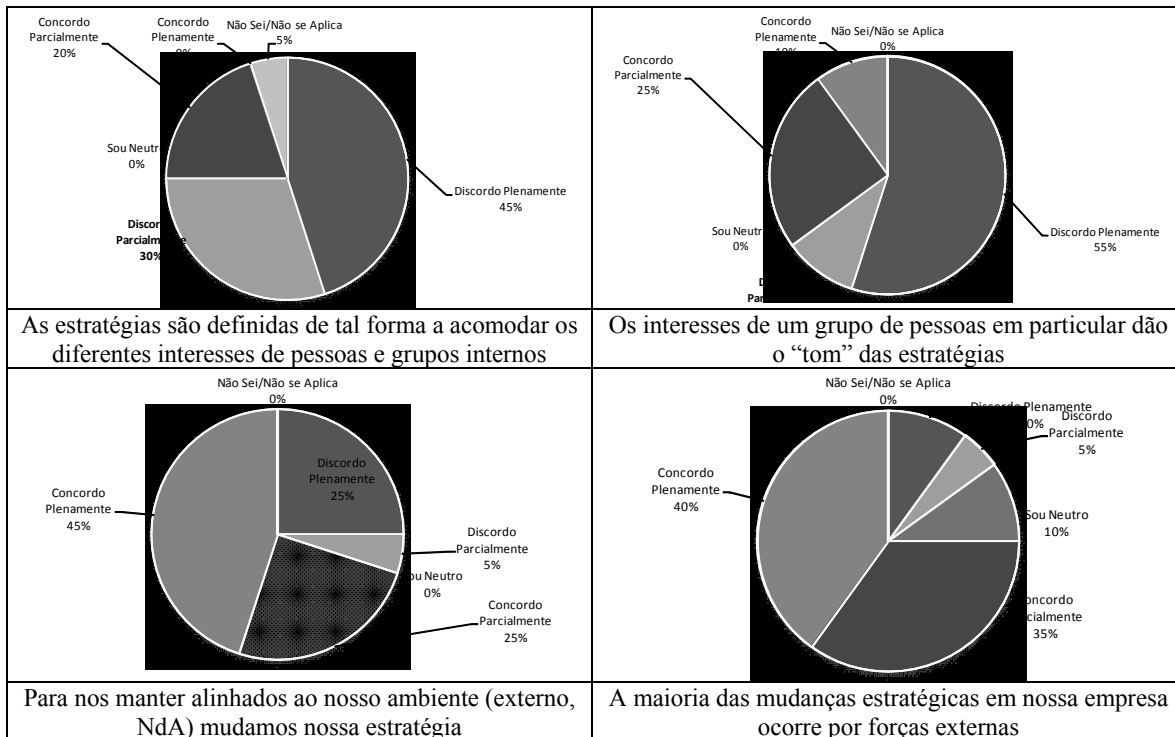 Concordo
Parcialmente
20%
Concordo
Plenamente
0%
Não Sei/Não se Aplica
5%
Sou Neutro
0%
Discordo Plenamente
45%
30%
As estratégias são definidas de tal forma a acomodar os
diferentes interesses de pessoas e grupos internos
Não Sei/Não se Aplica
0%
Concordo
Plenamente
10%
Concordo
Parcialmente
25%
Sou Neutro
0%
Discordo Plenamente
55%
Os interesses de um grupo de pessoas em particular dão
o “tom” das estratégias
Não Sei/Não se Aplica
0%
Discordo
Plenamente
25%
Concordo
Plenamente
45%
Discordo
Parcialmente
5%
Neutro
0%
Concordo
Parcialmente
25%
Para nos manter alinhados ao nosso ambiente (externo,
NdA) mudamos nossa estratégia
Não Sei/Não se Aplica
0%
Discordo Plenamente
Discordo
Parcialmente
5%
Concordo
Plenamente
40%
Sou Neutro
10%
35%
A maioria das mudanças estratégicas em nossa empresa
ocorre por forças externas